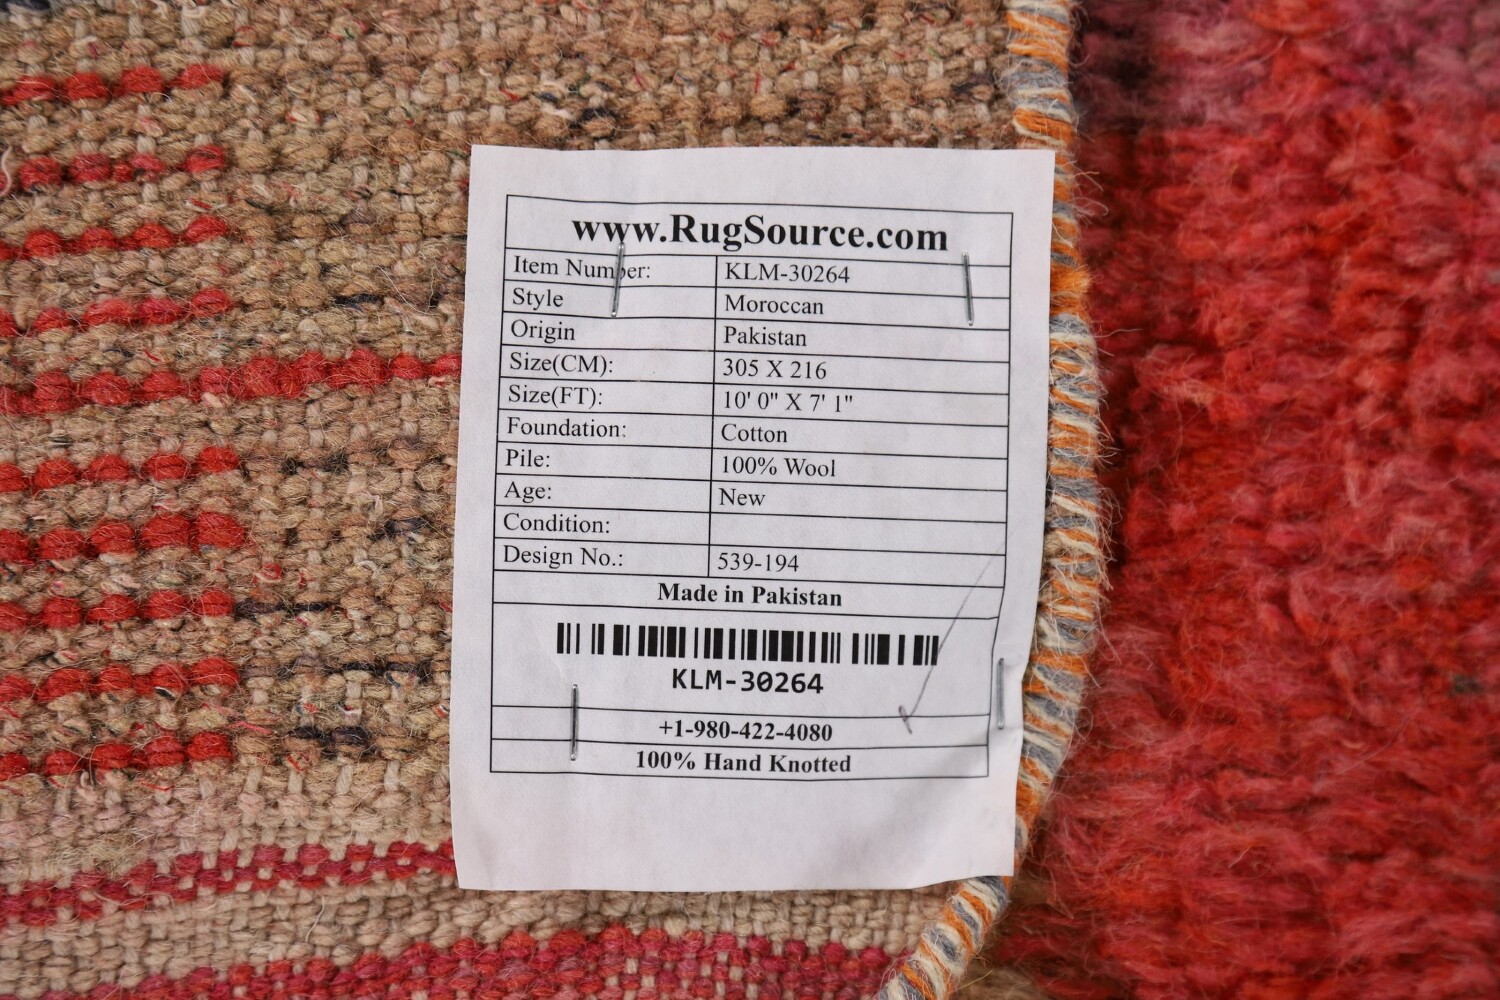 www.RugSource.com
Item Number: KLM-30264
Style Moroccan
Origin Pakistan
Size(CM): 305 X 216
Size(FT): 10' 0" X 7' 1"
Foundation: Cotton
Pile: 100% Wool
Age: New
Condition:
Design No.: 539-194
Made in Pakistan
KLM-30264
+1-980-422-4080
100% Hand Knotted